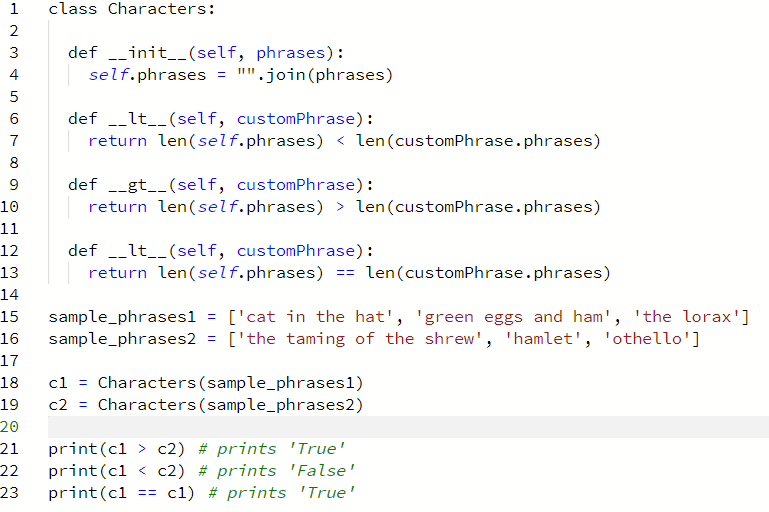 1 class Characters:
2
3 def __init__(self, phrases):
4 self.phrases = "".join(phrases)
5
6 def __lt__(self, customPhrase):
7 return len(self.phrases) < len(customPhrase.phrases)
8
9 def __gt__(self, customPhrase):
10 return len(self.phrases) > len(customPhrase.phrases)
11
12 def __lt__(self, customPhrase):
13 return len(self.phrases) == len(customPhrase.phrases)
14
15 sample_phrases1 = ['cat in the hat', 'green eggs and ham', 'the lorax']
16 sample_phrases2 = ['the taming of the shrew', 'hamlet', 'othello']
17
18 c1 = Characters(sample_phrases1)
19 c2 = Characters(sample_phrases2)
20
21 print(c1 > c2) # prints 'True'
22 print(c1 < c2) # prints 'False'
23 print(c1 == c1) # prints 'True'